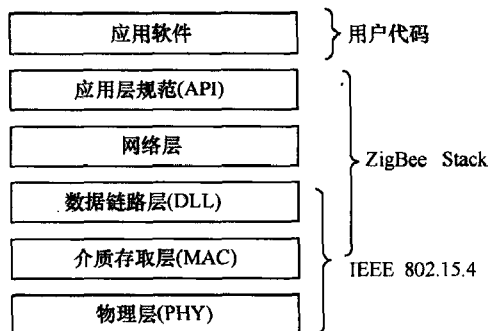 应用软件
用户代码
应用层规范(API)
网络层
ZigBee Stack
数据链路层(DLL)
介质存取层(MAC)
IEEE 802.15.4
物理层(PHY)